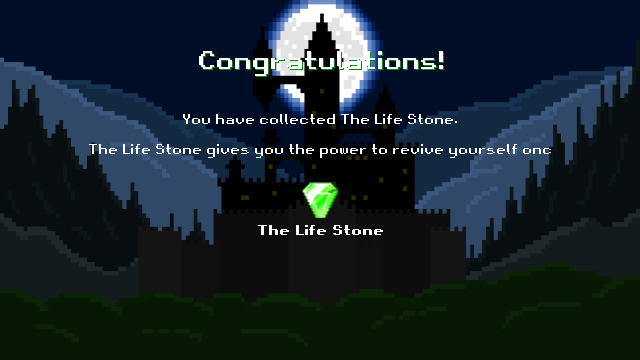 Congratulations!
You have collected The Life Stone.
The Life Stone gives you the power to revive yourself onc
The Life Stone